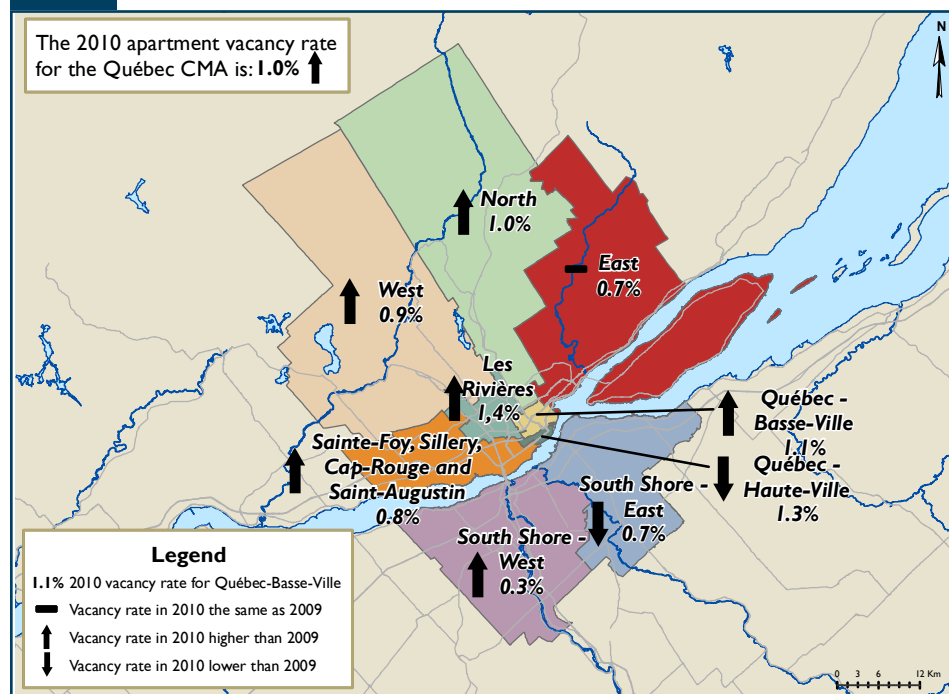 The 2010 apartment vacancy rate
for the Québec CMA is: 1.0%
N
North
1.0%
East
0.7%
West
0.9%
Les
Rivières
1,4%
Québec -
Basse-Ville
1.1%
Québec -
Haute-Ville
1.3%
Sainte-Foy, Sillery,
Cap-Rouge and
Saint-Augustin
0.8%
South Shore -
East
0.7%
South Shore -
West
0.3%
Legend
1.1% 2010 vacancy rate for Québec-Basse-Ville
Vacancy rate in 2010 the same as 2009
Vacancy rate in 2010 higher than 2009
Vacancy rate in 2010 lower than 2009
0 3 6 12 Km